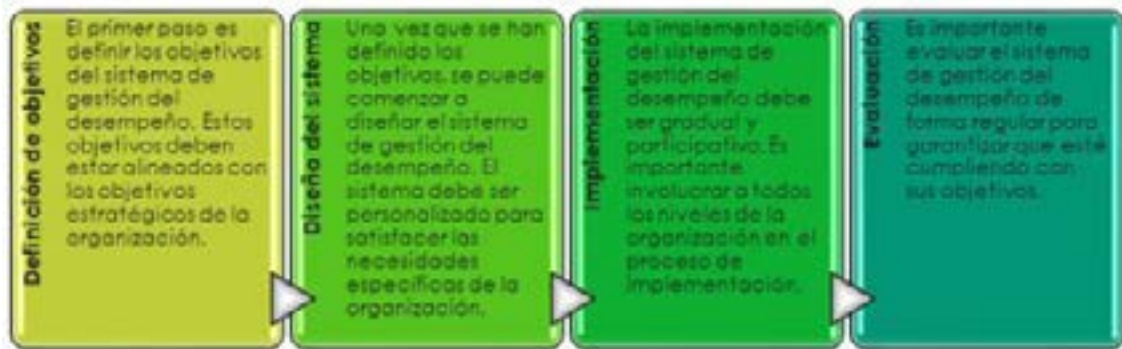 Definición de objetivos
El primer paso es
definir los objetivos
del sistema de
gestión del
desempeño. Estos
objetivos deben
estar alineados con
los objetivos
estratégicos de la
organización.
Diseño del sistema
Una vez que se han
definido los
objetivos, se puede
comenzar a
diseñar el sistema
de gestión del
desempeño. El
sistema debe ser
personalizado para
satisfacer las
necesidades
específicas de la
organización.
Implementación
La implementación
del sistema de
gestión del
desempeño debe
ser gradual y
participativo. Es
importante
involucrar a todos
los niveles de la
organización en el
proceso de
implementación.
Evaluación
Es importante
evaluar el sistema
de gestión del
desempeño de
forma regular para
garantizar que esté
cumpliendo con
sus objetivos.